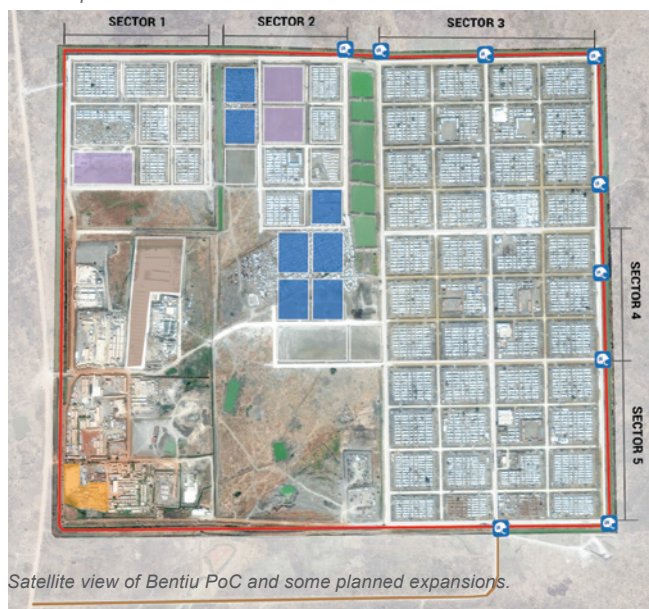 SECTOR 1
SECTOR 2
SECTOR 3
SECTOR 4
SECTOR 5
Satellite view of Bentiu PoC and some planned expansions.